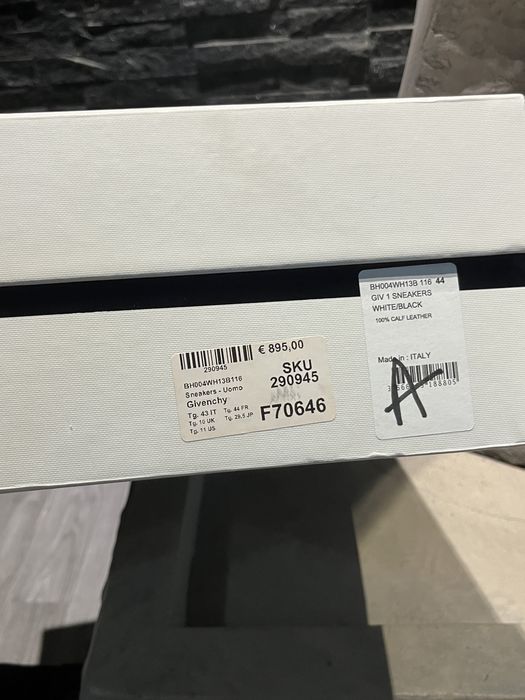 290945
€ 895,00
BH004WH13B116
Sneakers - Uomo
Givenchy
Tg. 43 IT Tg. 44 FR
Tg. 10 UK Tg. 29,5 JP
Tg. 11 US
SKU
290945
F70646
BH004WH13B 116 44
GIV 1 SNEAKERS
WHITE/BLACK
100% CALF LEATHER
Made in : ITALY
A